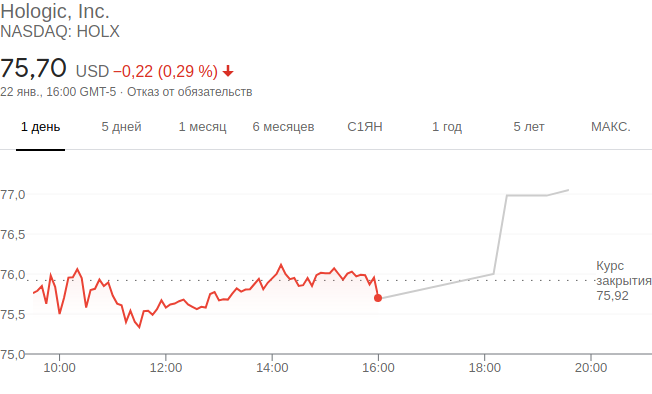 Hologic, Inc.
NASDAQ: HOLX
75,70 USD −0,22 (0,29 %)
22 янв., 16:00 GMT-5 · Отказ от обязательств
1 день 5 дней 1 месяц 6 месяцев С1ЯН 1 год 5 лет МАКС.
77,0
76,5
76,0
75,5
75,0
Курс
закрытия
75,92
10:00 12:00 14:00 16:00 18:00 20:00